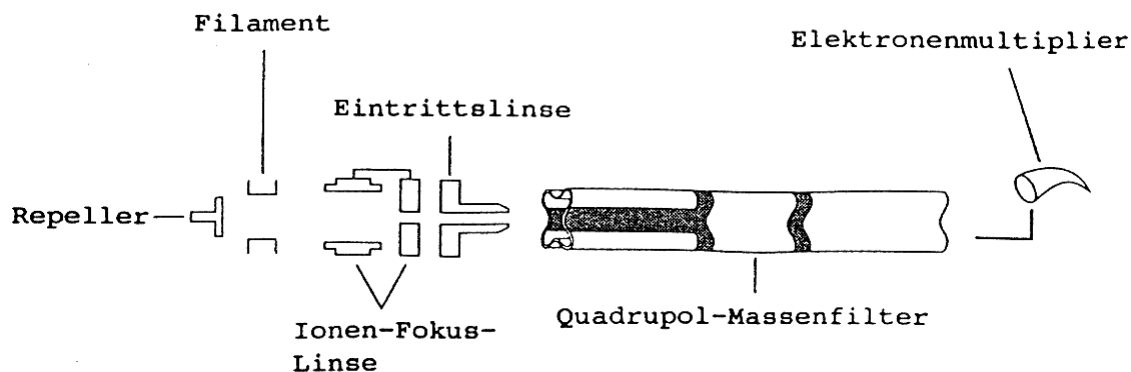 Filament
Elektronenmultiplier
Eintrittslinse
Repeller
Quadrupol-Massenfilter
Ionen-Fokus-
Linse